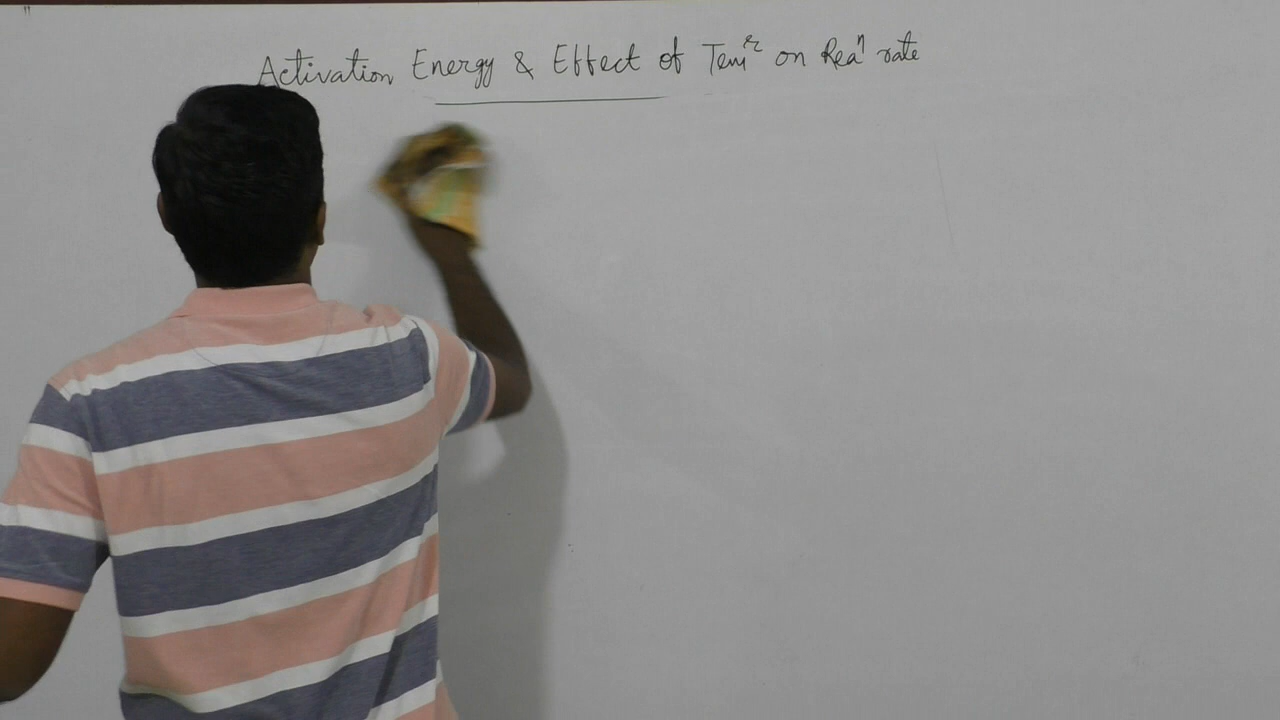 Activation Energy & Effect of Temʳ on Reaⁿ rate